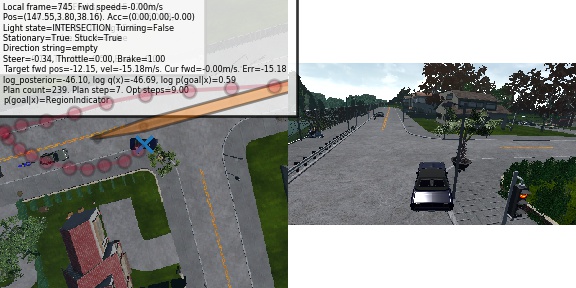 Local frame=745: Fwd speed=-0.00m/s
Pos=(147.55,3.80,38.16). Acc=(0.00,0.00,-0.00)
Light state=INTERSECTION. Turning=False
Stationary=True. Stuck=True
Direction string=empty
Steer=-0.34, Throttle=0.00, Brake=1.00
Target fwd pos=-12.15, vel=-15.18m/s. Cur fwd=-0.00m/s. Err=-15.18
log_posterior=-46.10, log q(x)=-46.69, log p(goal|x)=0.59
Plan count=239. Plan step=7. Opt steps=9.00
p(goal|x)=RegionIndicator